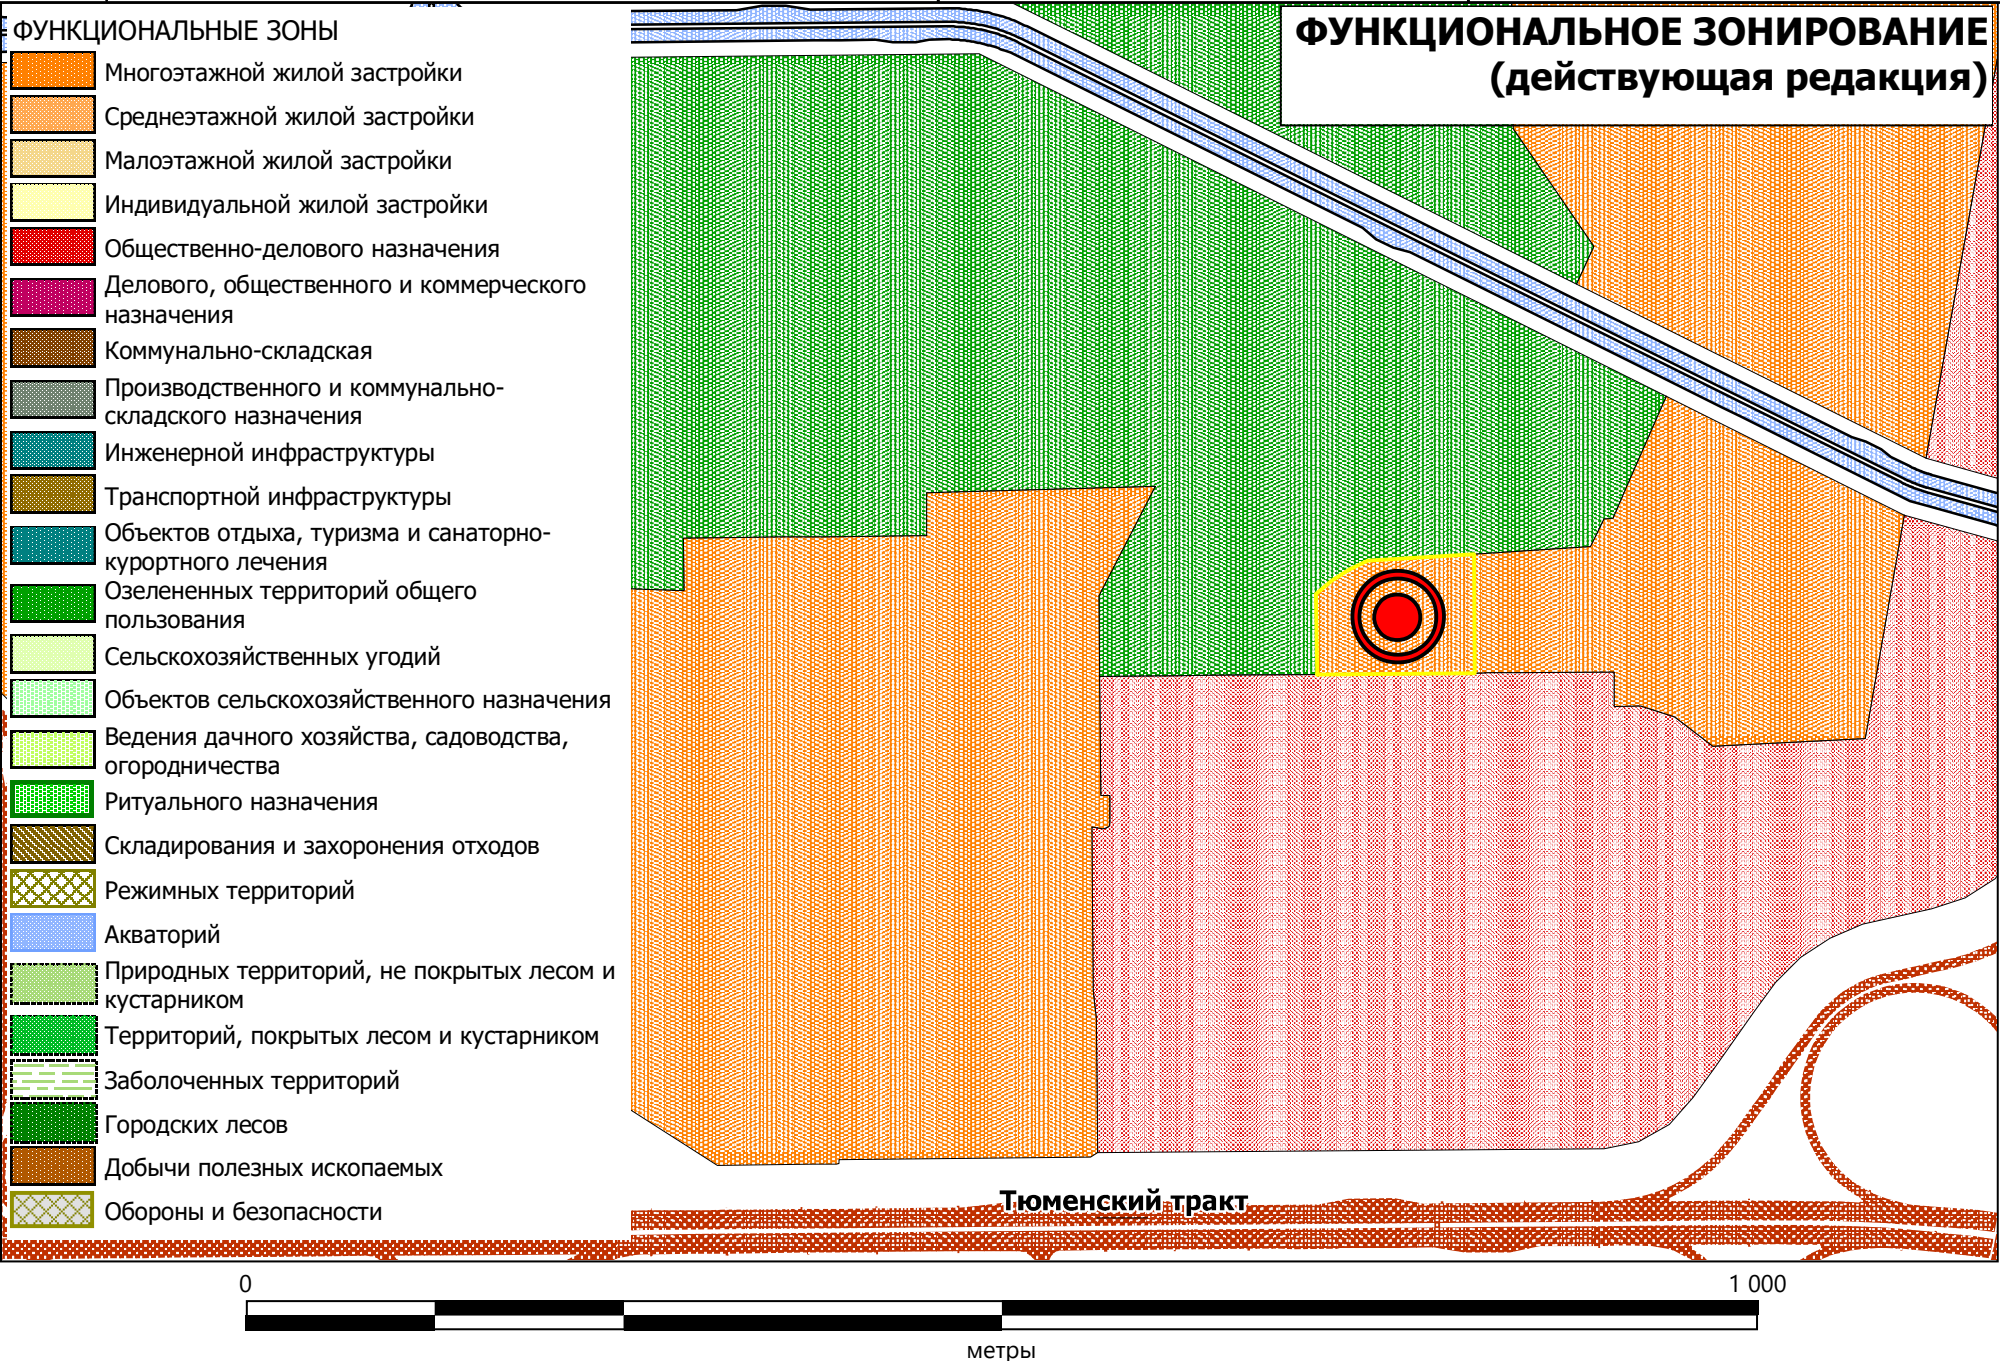 ФУНКЦИОНАЛЬНЫЕ ЗОНЫ
Многоэтажной жилой застройки
Среднеэтажной жилой застройки
Малоэтажной жилой застройки
Индивидуальной жилой застройки
Общественно-делового назначения
Делового, общественного и коммерческого
назначения
Коммунально-складская
Производственного и коммунально-
складского назначения
Инженерной инфраструктуры
Транспортной инфраструктуры
Объектов отдыха, туризма и санаторно-
курортного лечения
Озелененных территорий общего
пользования
Сельскохозяйственных угодий
Объектов сельскохозяйственного назначения
Ведения дачного хозяйства, садоводства,
огородничества
Ритуального назначения
Складирования и захоронения отходов
Режимных территорий
Акваторий
Природных территорий, не покрытых лесом и
кустарником
Территорий, покрытых лесом и кустарником
Заболоченных территорий
Городских лесов
Добычи полезных ископаемых
Обороны и безопасности
ФУНКЦИОНАЛЬНОЕ ЗОНИРОВАНИЕ
(действующая редакция)
Тюменский тракт
0
1 000
метры